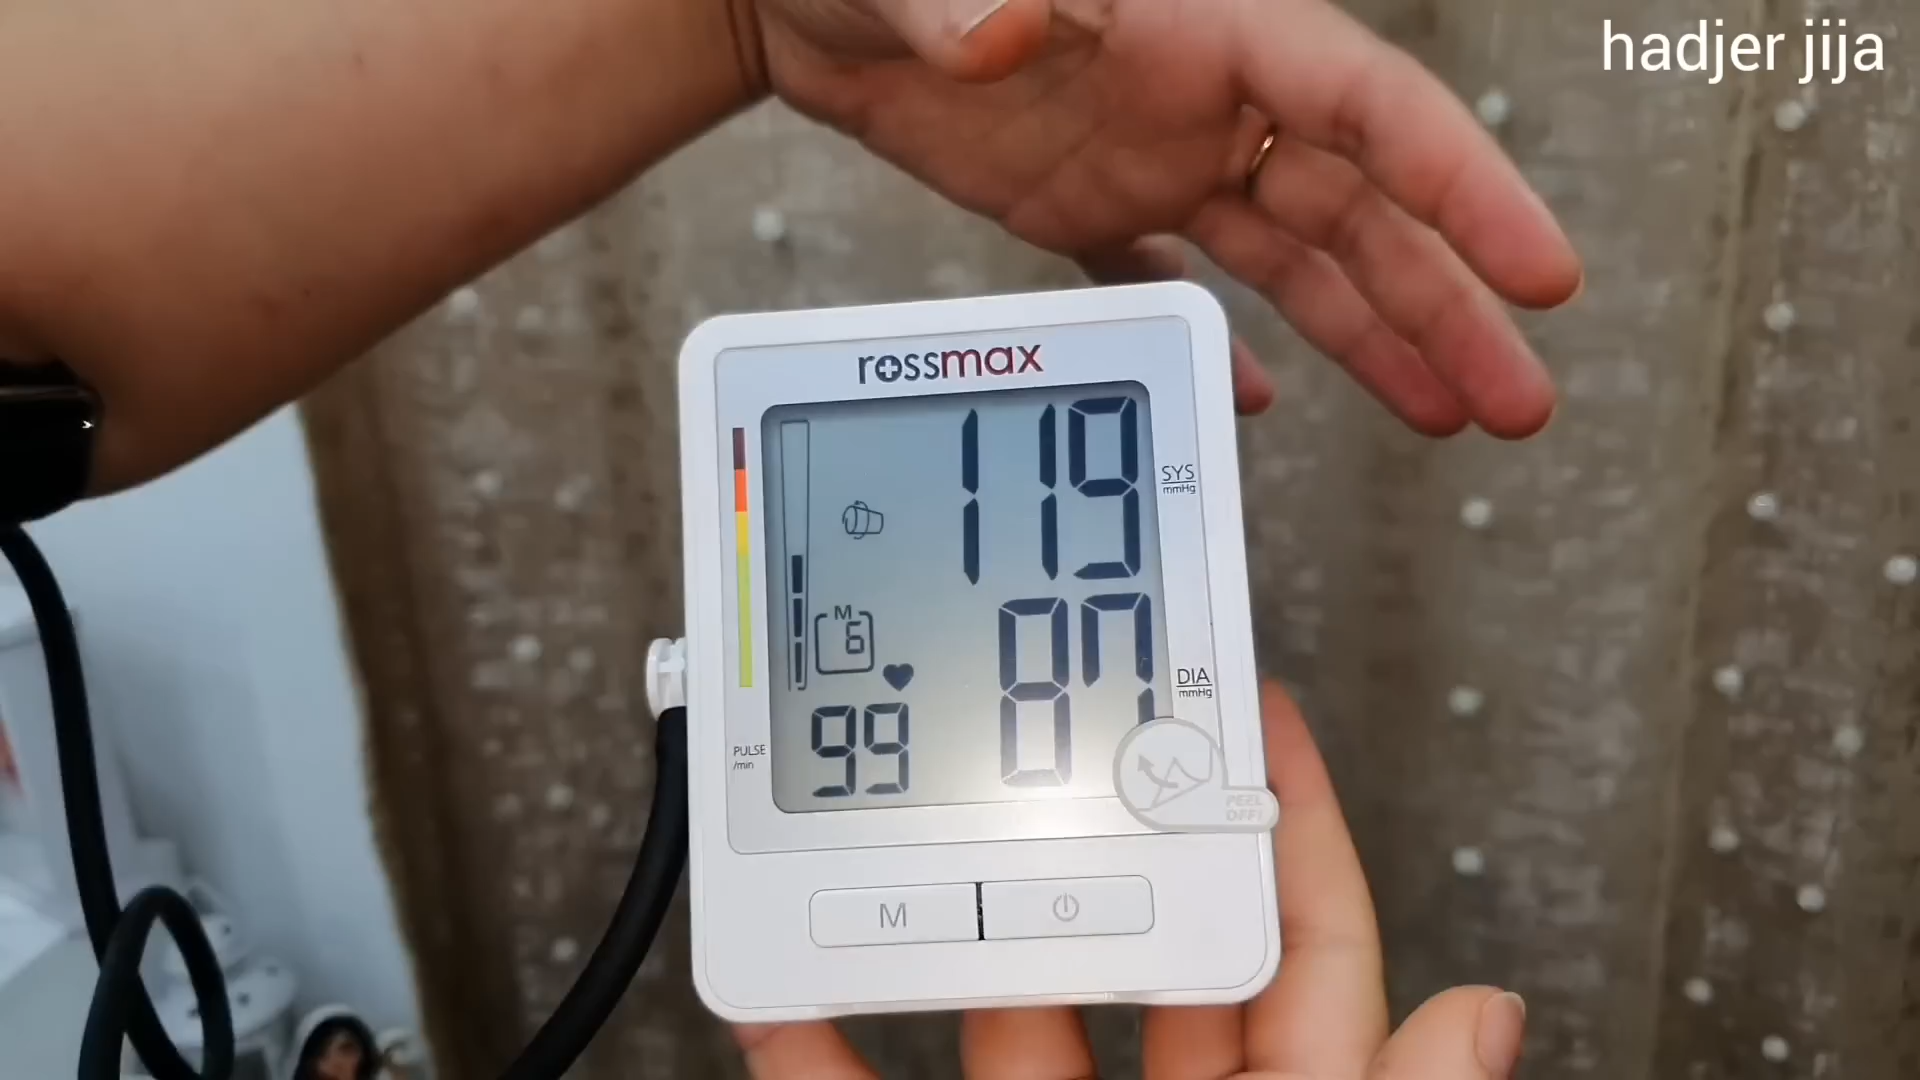 hadjer jija
rossmax
119
SYS
mmHg
M
6
87
DIA
mmHg
99
PULSE
/min
PEEL
OFF!
M